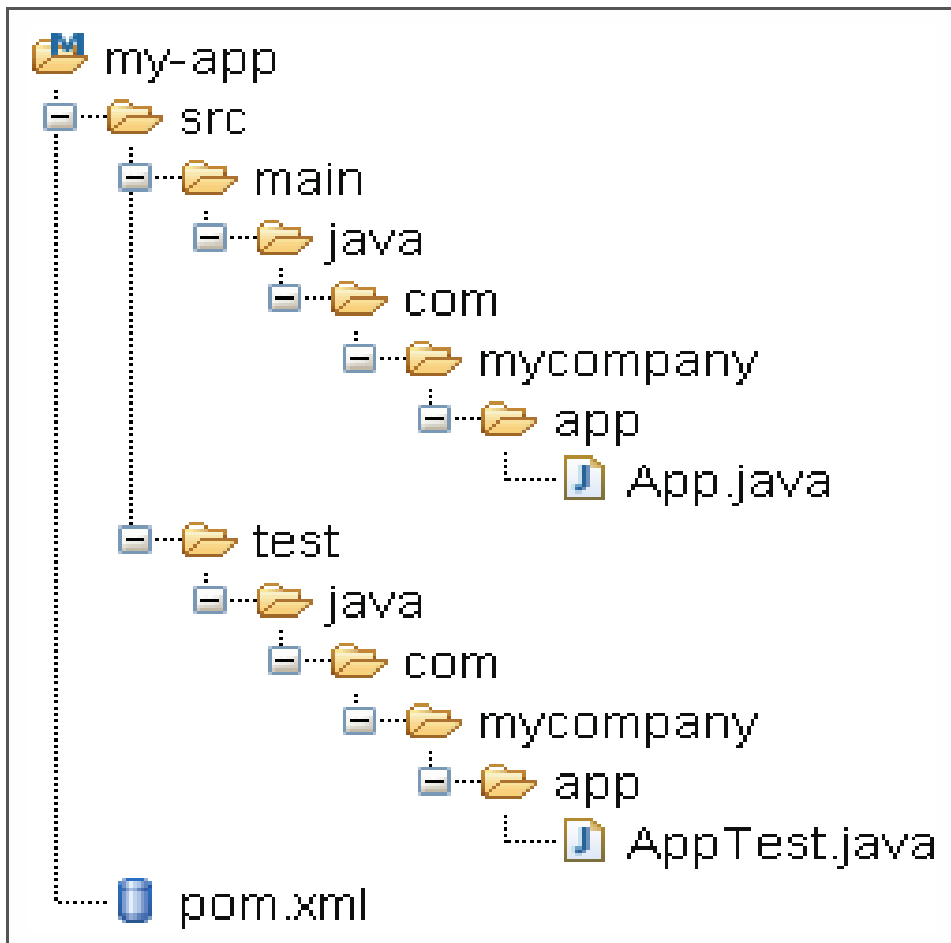 my-app
src
main
java
com
mycompany
app
App.java
test
java
com
mycompany
app
AppTest.java
pom.xml